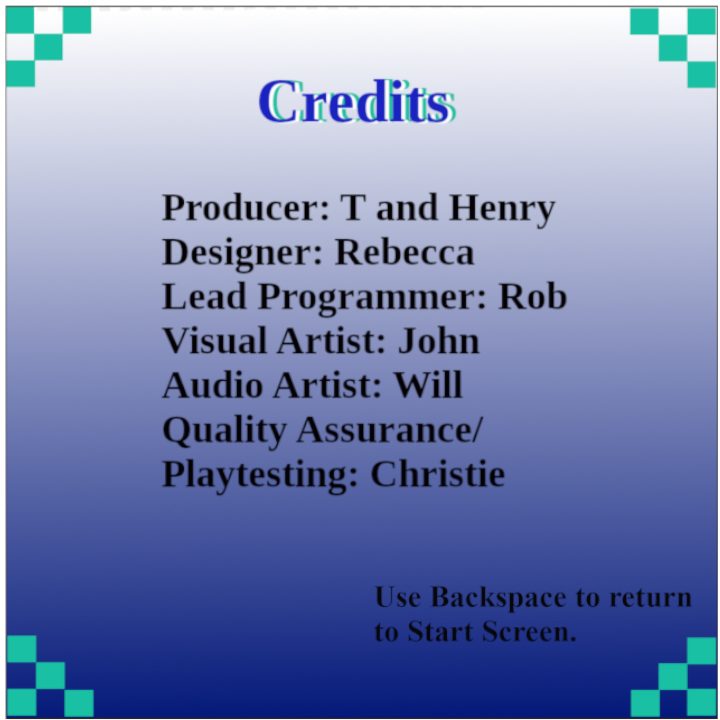 Credits
Producer: T and Henry
Designer: Rebecca
Lead Programmer: Rob
Visual Artist: John
Audio Artist: Will
Quality Assurance/
Playtesting: Christie
Use Backspace to return
to Start Screen.